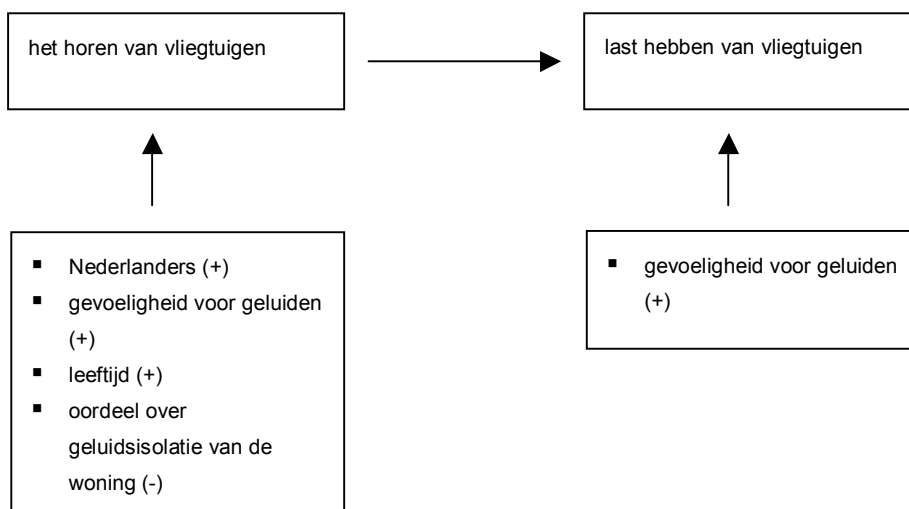 het horen van vliegtuigen
last hebben van vliegtuigen
▪ Nederlanders (+)
▪ gevoeligheid voor geluiden
(+)
▪ leeftijd (+)
▪ oordeel over
geluidsisolatie van de
woning (-)
▪ gevoeligheid voor geluiden
(+)